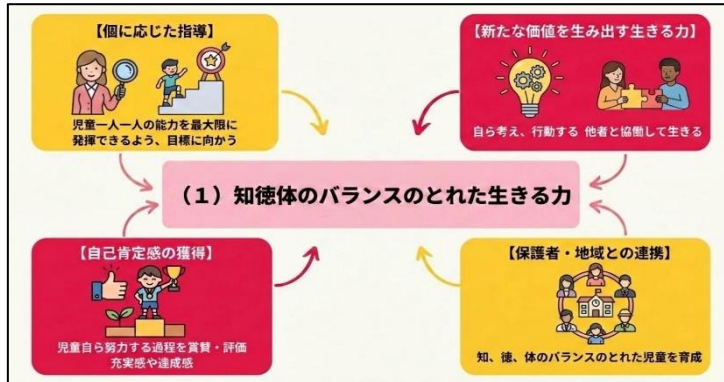 【個に応じた指導】
児童一人一人の能力を最大限に
発揮できるよう、目標に向かう
【新たな価値を生み出す生きる力】
自ら考え、行動する 他者と協働して生きる
（１）知徳体のバランスのとれた生きる力
【自己肯定感の獲得】
児童自ら努力する過程を賞賛・評価
充実感や達成感
【保護者・地域との連携】
知、徳、体のバランスのとれた児童を育成